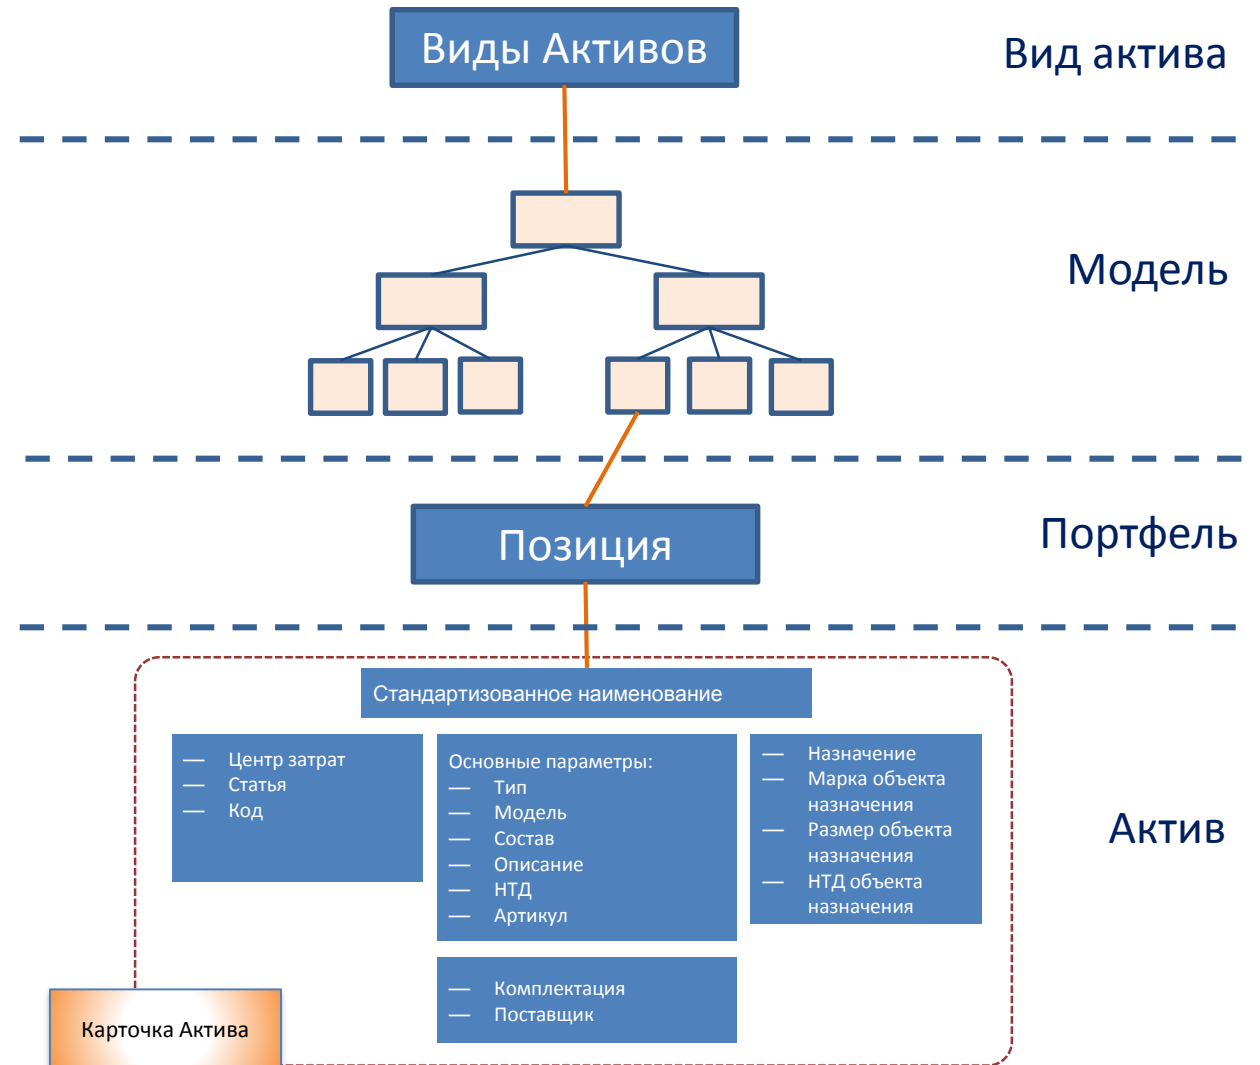 Виды Активов
Вид актива
Модель
Позиция
Портфель
Стандартизованное наименование
— Центр затрат
— Статья
— Код
Основные параметры:
— Тип
— Модель
— Состав
— Описание
— НТД
— Артикул
— Назначение
— Марка объекта
назначения
— Размер объекта
назначения
— НТД объекта
назначения
Актив
— Комплектация
— Поставщик
Карточка Актива